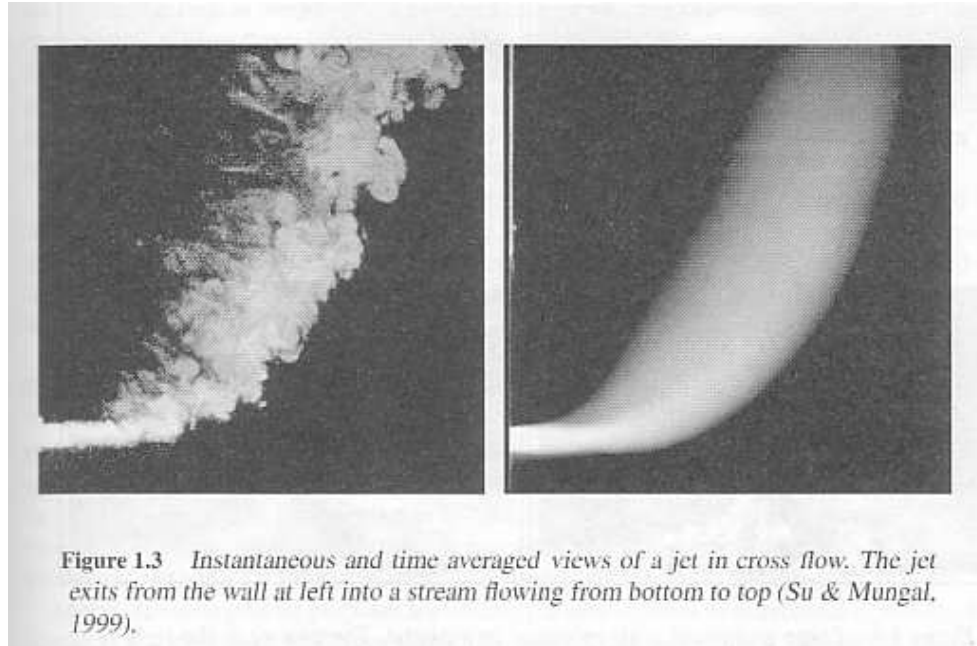 Figure 1.3 Instantaneous and time averaged views of a jet in cross flow. The jet
exits from the wall at left into a stream flowing from bottom to top (Su & Mungal,
1999).